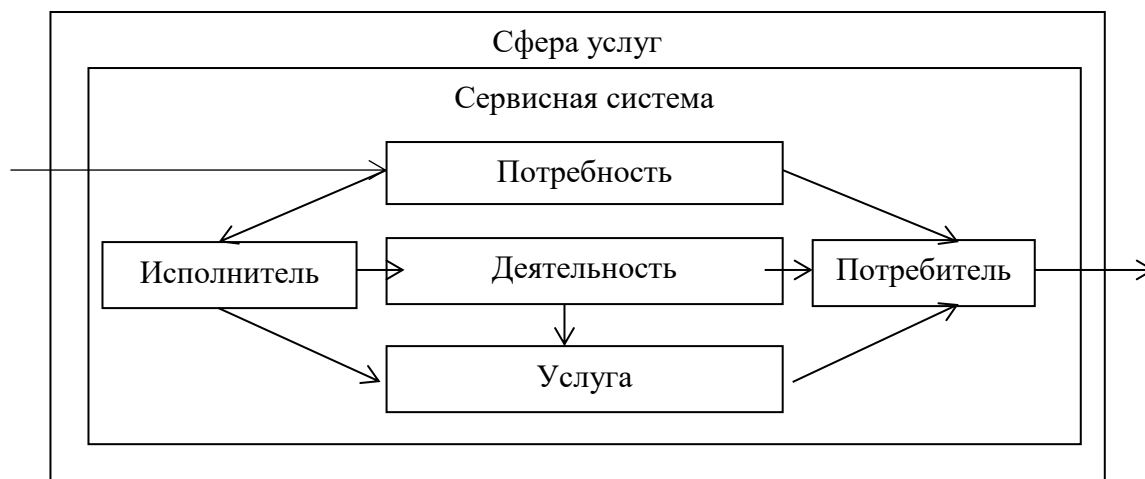 Сфера услуг
Сервисная система
Потребность
Исполнитель
Деятельность
Потребитель
Услуга